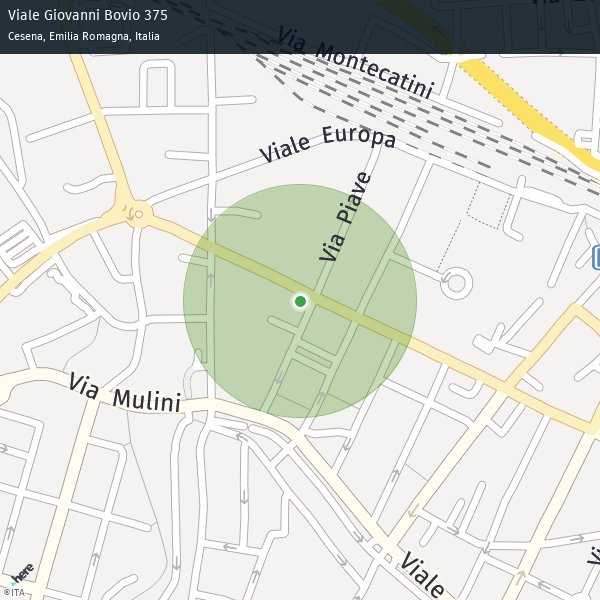 Viale Giovanni Bovio 375
Cesena, Emilia Romagna, Italia
Via Montecatini
Viale Europa
Via Piave
Via Mulini
Viale
here
©ITA